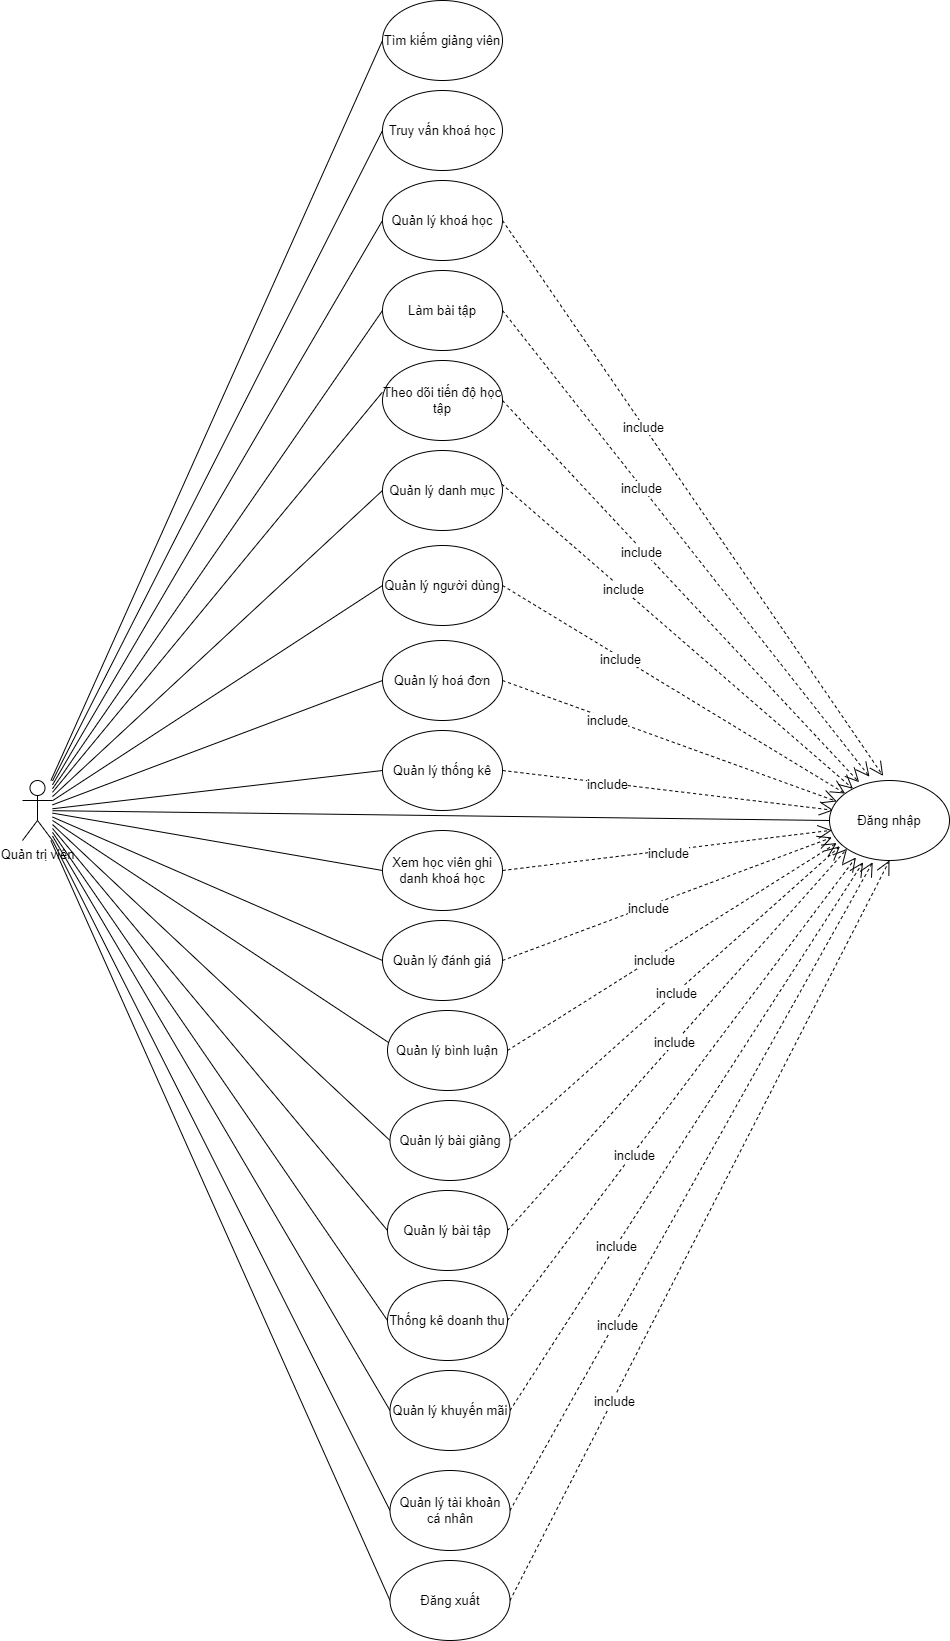 Tìm kiếm giảng viên
Truy vấn khoá học
Quản lý khoá học
Làm bài tập
Theo dõi tiến độ học
tập
include
Quản lý danh mục
include
include
Quản lý người dùng
include
include
Quản lý hoá đơn
include
Quản lý thống kê
include
Đăng nhập
Quản trị viên
Xem học viên ghi
danh khoá học
include
include
Quản lý đánh giá
include
include
Quản lý bình luận
include
Quản lý bài giảng
include
Quản lý bài tập
include
Thống kê doanh thu
include
Quản lý khuyến mãi
include
Quản lý tài khoản
cá nhân
Đăng xuất